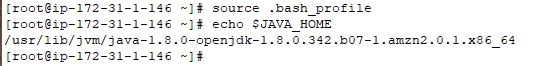 [root@ip-172-31-1-146 ~]# source .bash_profile
[root@ip-172-31-1-146 ~]# echo $JAVA_HOME
/usr/lib/jvm/java-1.8.0-openjdk-1.8.0.342.b07-1.amzn2.0.1.x86_64
[root@ip-172-31-1-146 ~]#